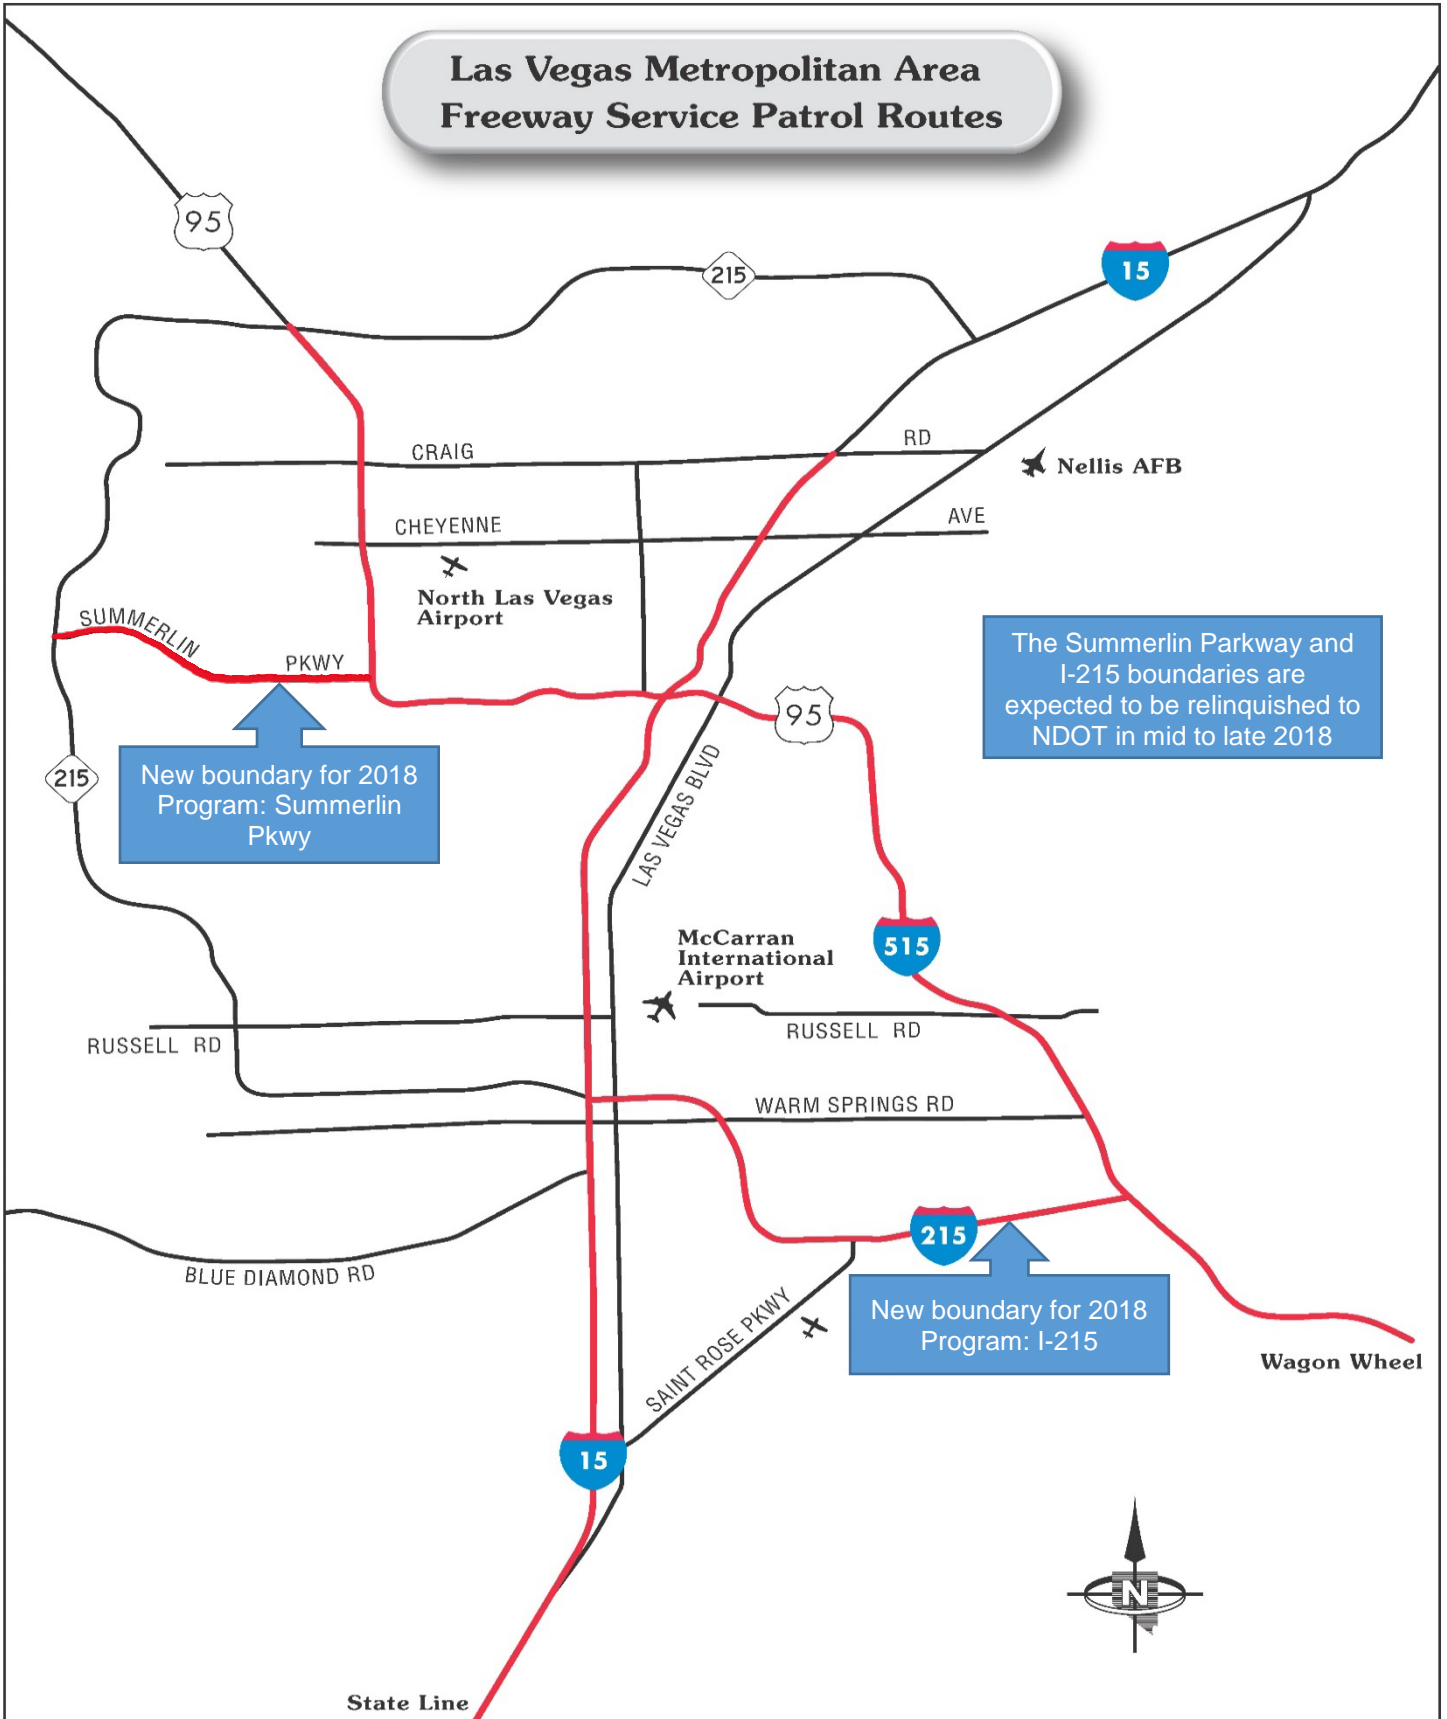 Las Vegas Metropolitan Area
Freeway Service Patrol Routes
95
215
15
CRAIG
RD
Nellis AFB
CHEYENNE
AVE
North Las Vegas
Airport
SUMMERLIN
PKWY
The Summerlin Parkway and
I-215 boundaries are
expected to be relinquished to
NDOT in mid to late 2018
95
215
New boundary for 2018
Program: Summerlin
Pkwy
LAS VEGAS BLVD
McCarran
International
Airport
515
RUSSELL RD
RUSSELL RD
WARM SPRINGS RD
215
BLUE DIAMOND RD
SAINT ROSE PKWY
New boundary for 2018
Program: I-215
Wagon Wheel
15
N
State Line